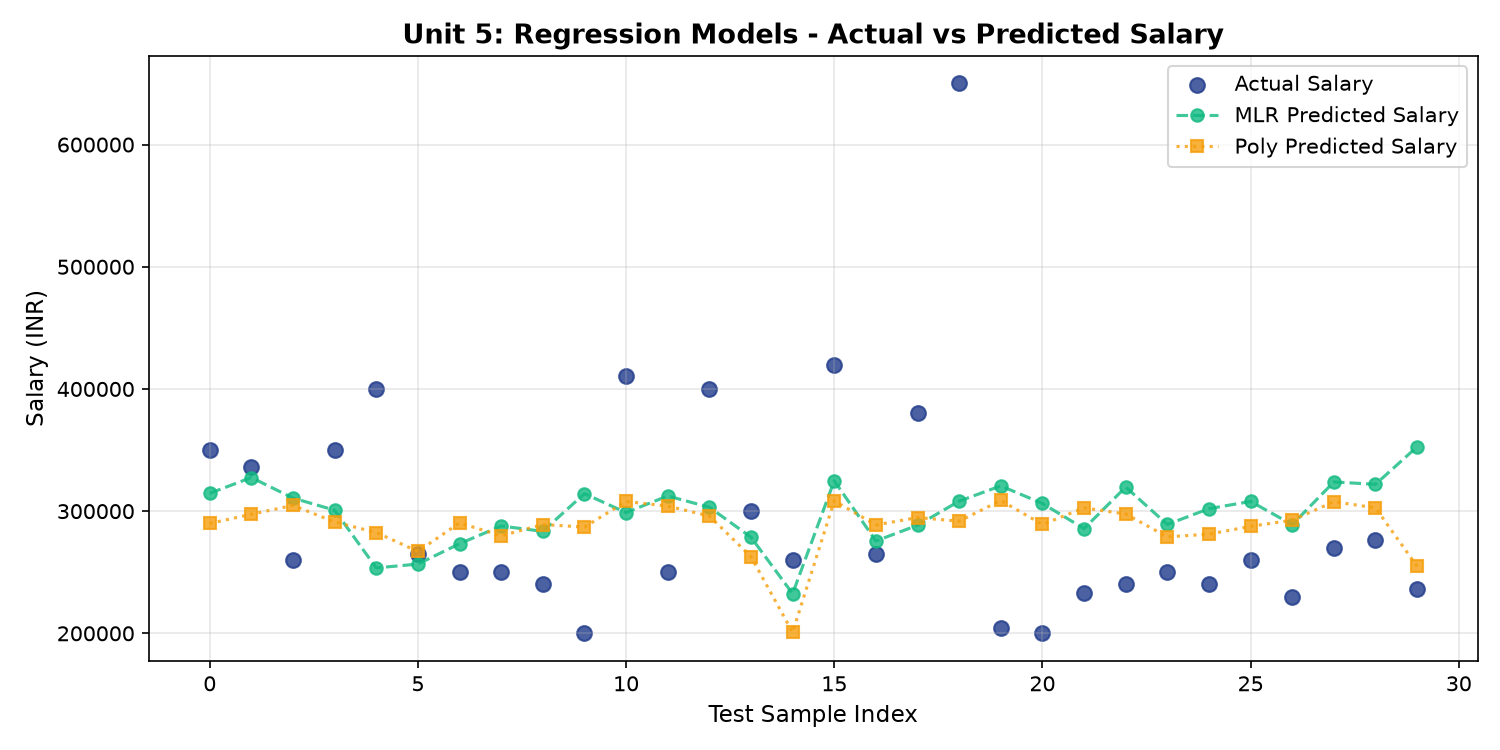 Unit 5: Regression Models - Actual vs Predicted Salary
Actual Salary
MLR Predicted Salary
Poly Predicted Salary
600000
500000
400000
300000
200000
Salary (INR)
0 5 10 15 20 25 30
Test Sample Index